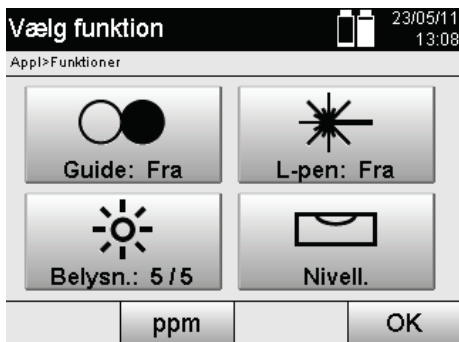 Vælg funktion
23/05/11
13:08
Appl>Funktioner
Guide: Fra
L-pen: Fra
Belysn.: 5/5
Nivell.
ppm
OK